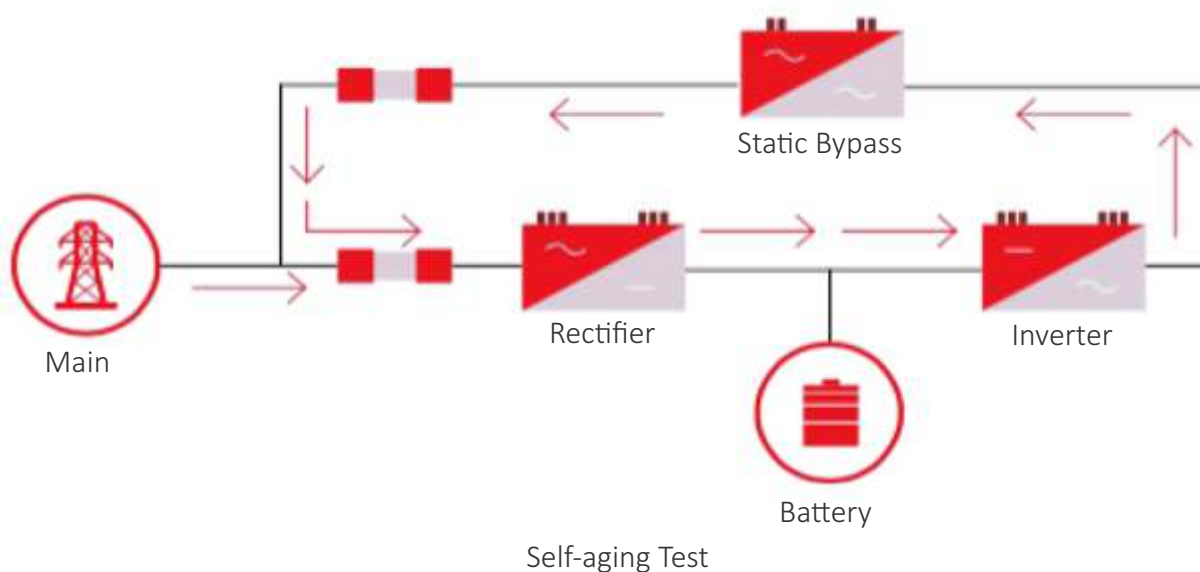 Static Bypass
Main
Rectifier
Inverter
Battery
Self-aging Test